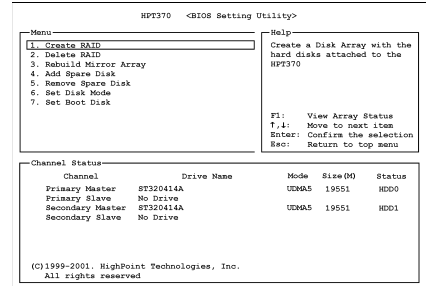 HPT370 <BIOS Setting Utility>
Menu
1. Create RAID
2. Delete RAID
3. Rebuild Mirror Array
4. Add Spare Disk
5. Remove Spare Disk
6. Set Disk Mode
7. Set Boot Disk
Help
Create a Disk Array with the
hard disks attached to the
HPT370
F1: View Array Status
↑,↓: Move to next item
Enter: Confirm the selection
Esc: Return to top menu
Channel Status
Channel Drive Name Mode Size(M) Status
Primary Master ST320414A UDMA5 19551 HDD0
Primary Slave No Drive
Secondary Master ST320414A UDMA5 19551 HDD1
Secondary Slave No Drive
(C)1999-2001. HighPoint Technologies, Inc.
All rights reserved